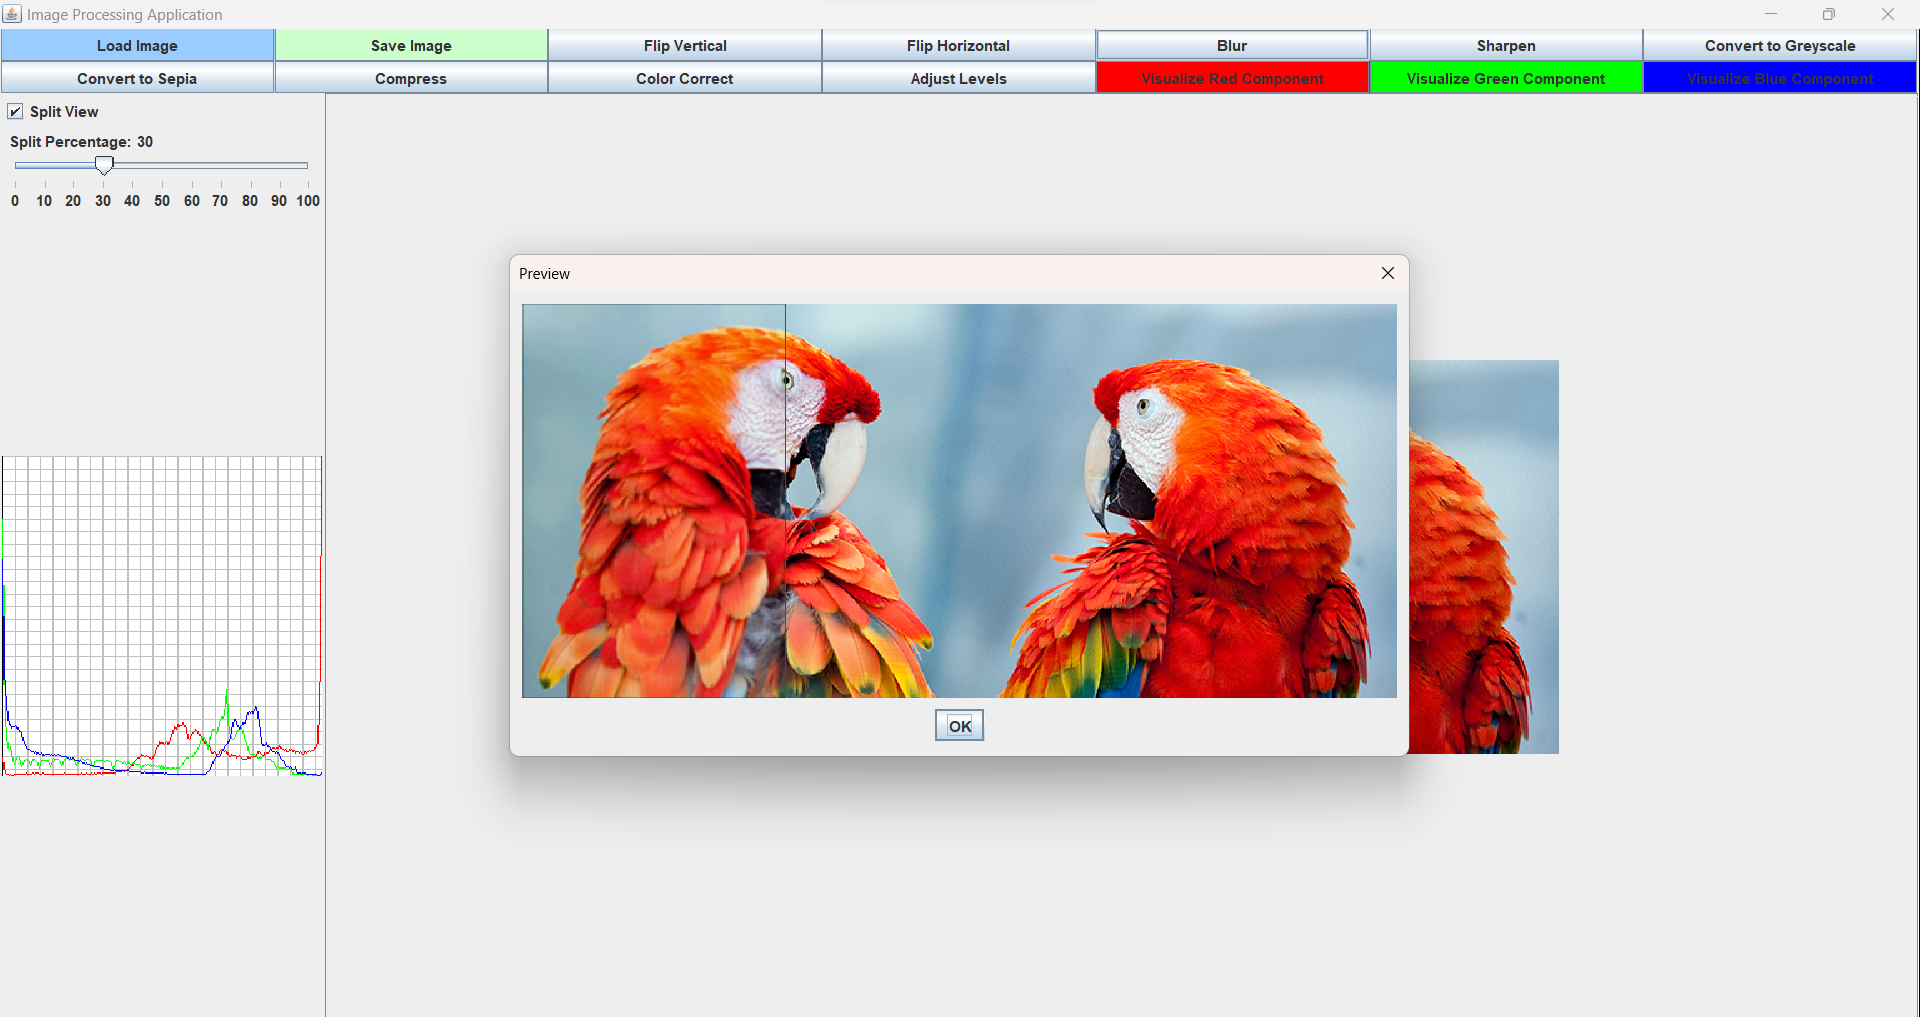 Image Processing Application
Load Image Save Image Flip Vertical Flip Horizontal Blur Sharpen Convert to Greyscale
Convert to Sepia Compress Color Correct Adjust Levels Visualize Red Component Visualize Green Component Visualize Blue Component
Split View
Split Percentage: 30
0 10 20 30 40 50 60 70 80 90 100
Preview
OK